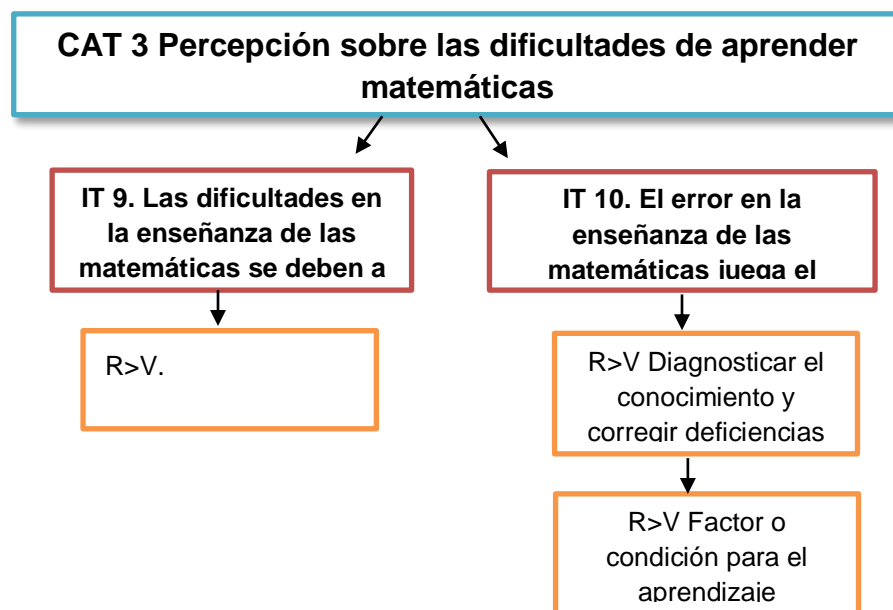 CAT 3 Percepción sobre las dificultades de aprender
matemáticas
IT 9. Las dificultades en
la enseñanza de las
matemáticas se deben a
IT 10. El error en la
enseñanza de las
matemáticas juega el
R>V.
R>V Diagnosticar el
conocimiento y
corregir deficiencias
R>V Factor o
condición para el
aprendizaje